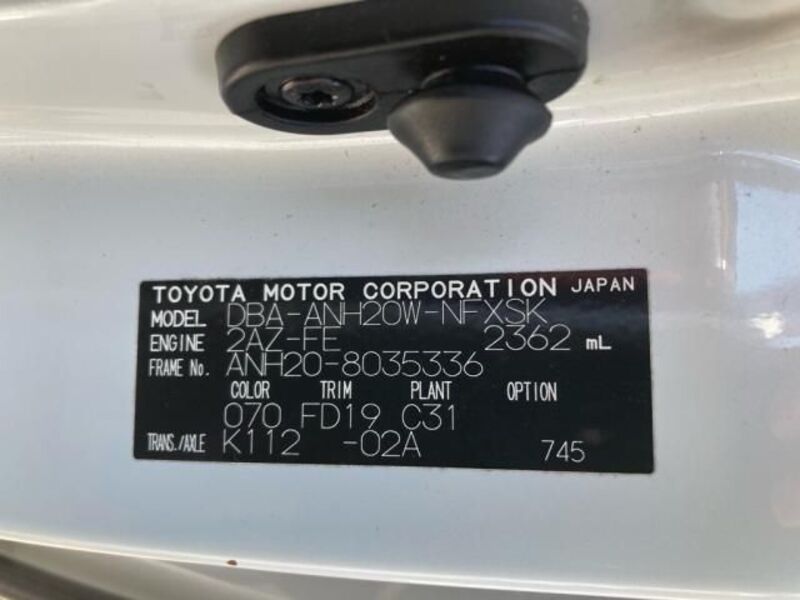 TOYOTA MOTOR CORPORATION JAPAN
MODEL DBA-ANH20W-NFXSK
ENGINE 2AZ-FE 2362 mL
FRAME No. ANH20-8035336
COLOR TRIM PLANT OPTION
070 FD19 C31
TRANS./AXLE K112 -02A 745